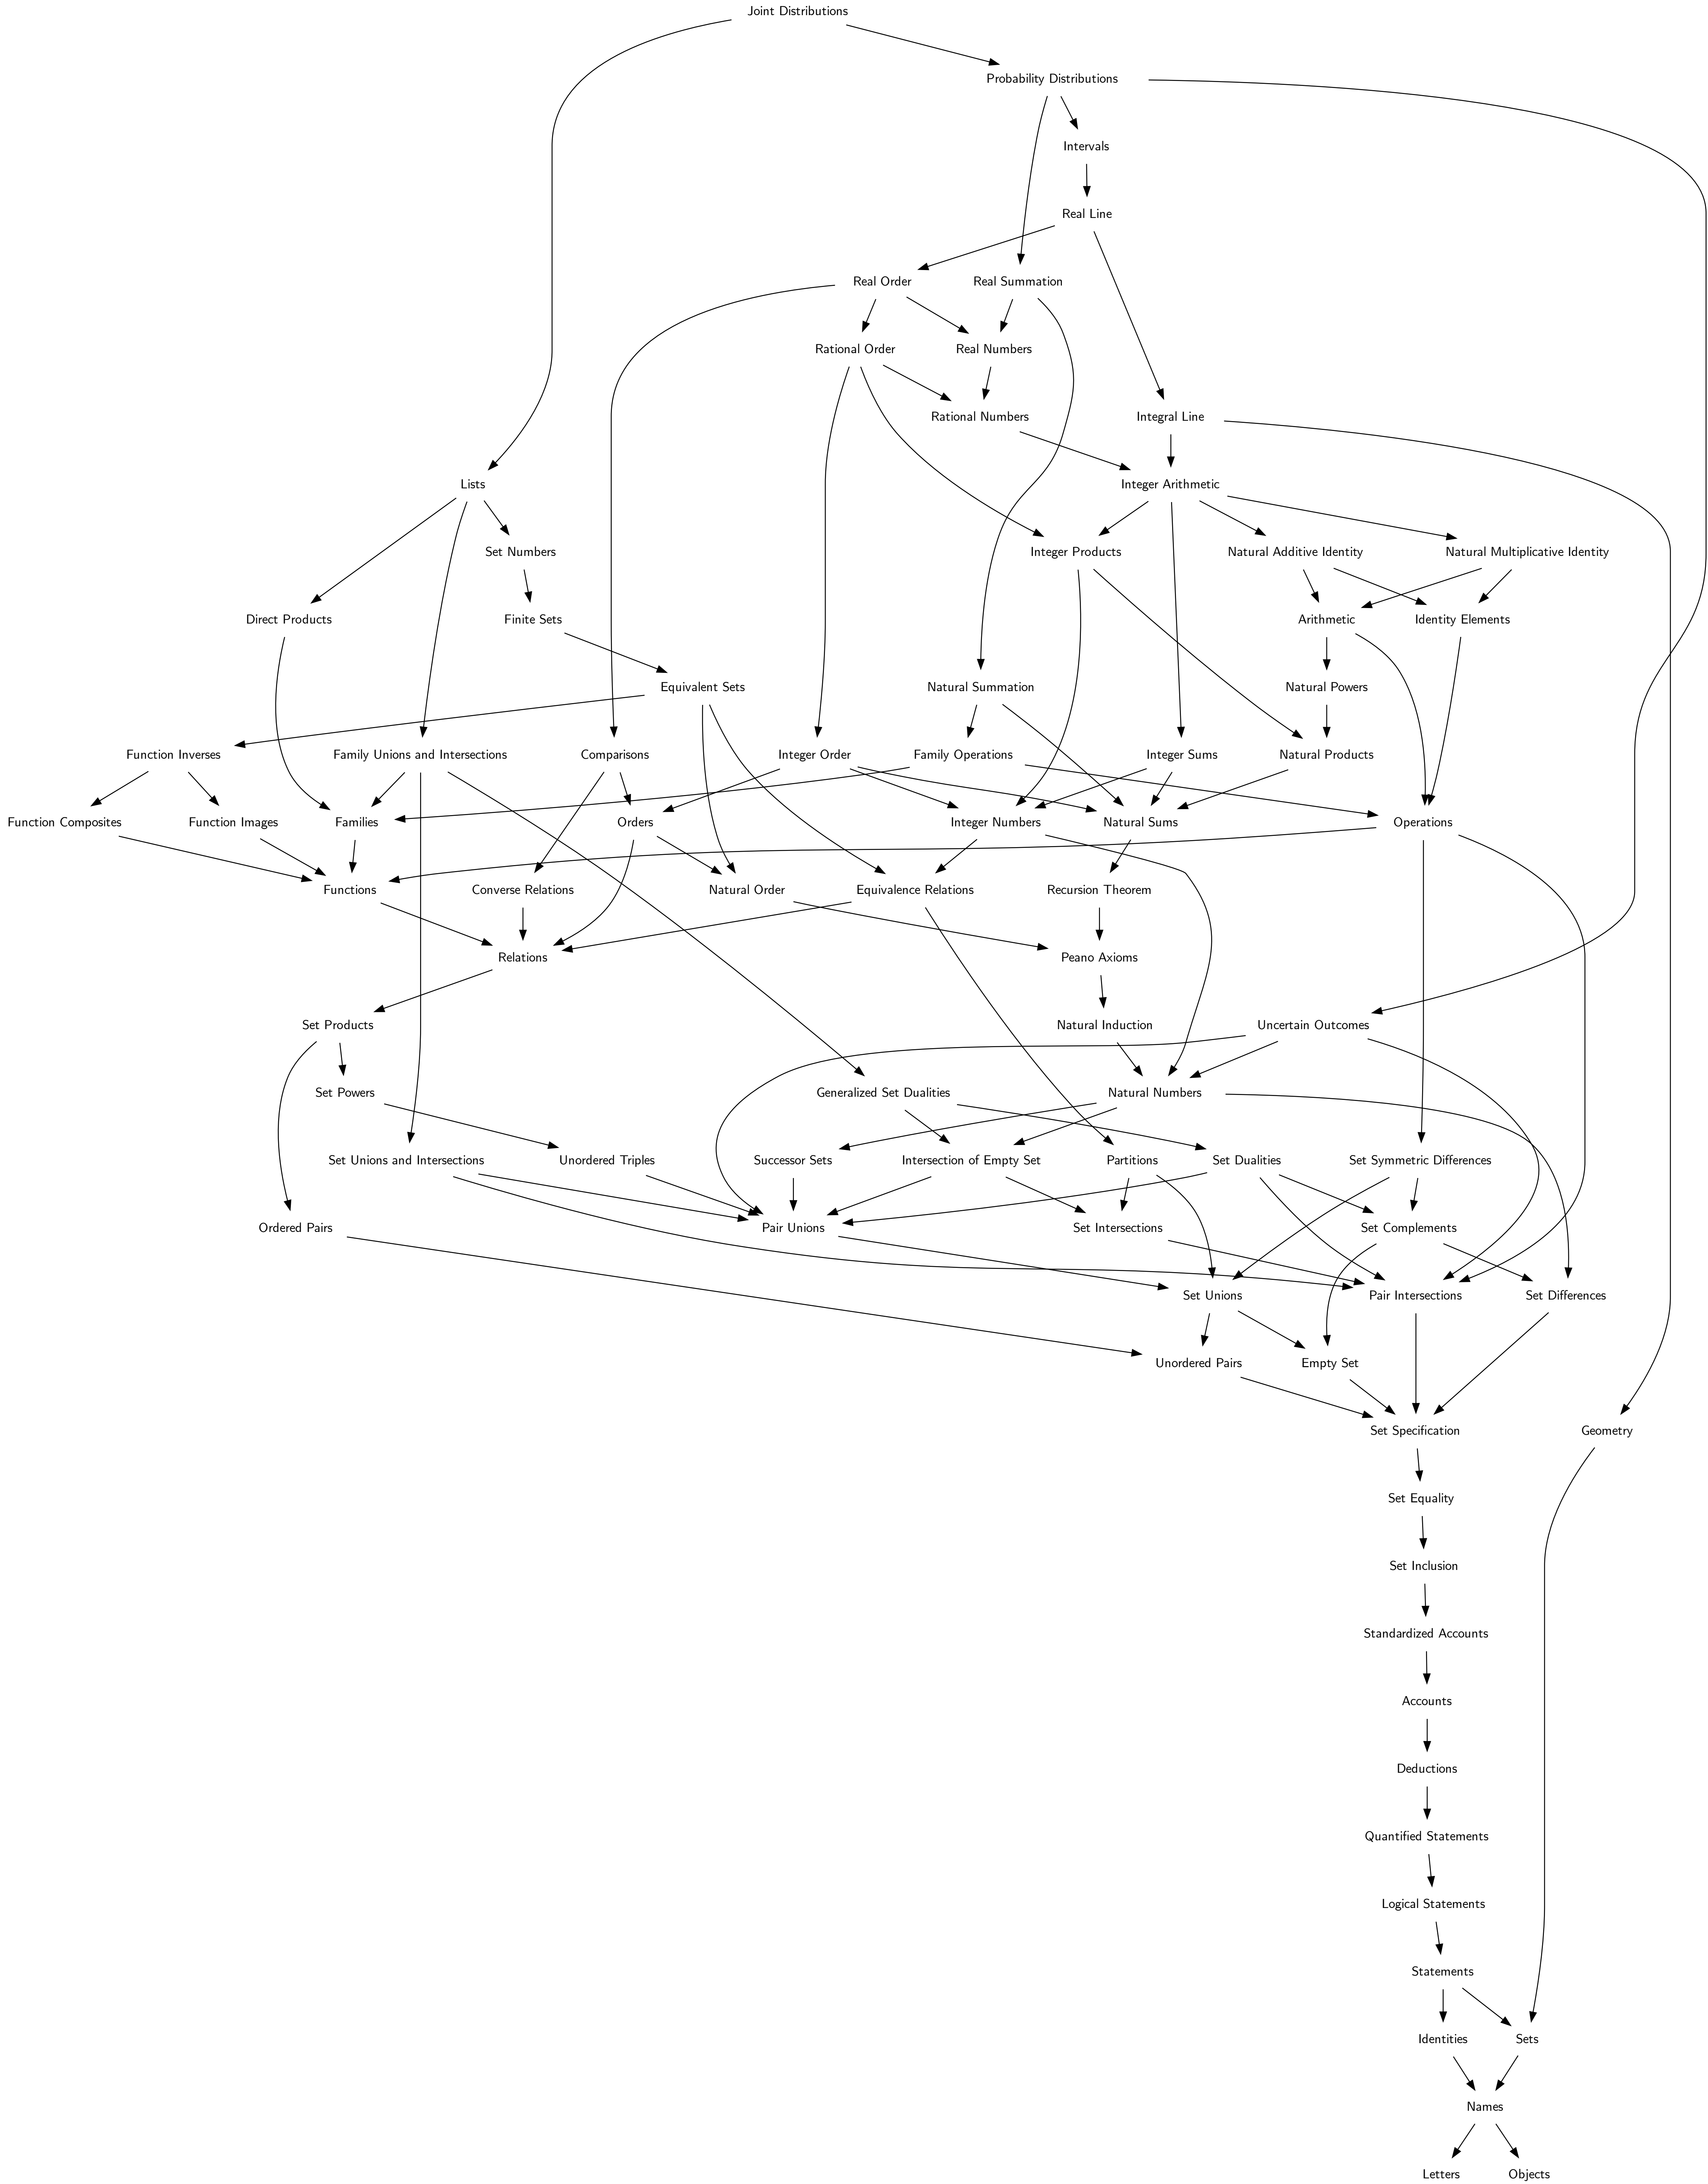 Joint Distributions
Probability Distributions
Intervals
Real Line
Real Order
Real Summation
Rational Order
Real Numbers
Rational Numbers
Integral Line
Lists
Integer Arithmetic
Set Numbers
Integer Products
Natural Additive Identity
Natural Multiplicative Identity
Direct Products
Finite Sets
Arithmetic
Identity Elements
Equivalent Sets
Natural Summation
Natural Powers
Function Inverses
Family Unions and Intersections
Comparisons
Integer Order
Family Operations
Integer Sums
Natural Products
Function Composites
Function Images
Families
Orders
Integer Numbers
Natural Sums
Operations
Functions
Converse Relations
Natural Order
Equivalence Relations
Recursion Theorem
Relations
Peano Axioms
Set Products
Natural Induction
Uncertain Outcomes
Set Powers
Generalized Set Dualities
Natural Numbers
Set Unions and Intersections
Unordered Triples
Successor Sets
Intersection of Empty Set
Partitions
Set Dualities
Set Symmetric Differences
Ordered Pairs
Pair Unions
Set Intersections
Set Complements
Set Unions
Pair Intersections
Set Differences
Unordered Pairs
Empty Set
Set Specification
Geometry
Set Equality
Set Inclusion
Standardized Accounts
Accounts
Deductions
Quantified Statements
Logical Statements
Statements
Identities
Sets
Names
Letters
Objects